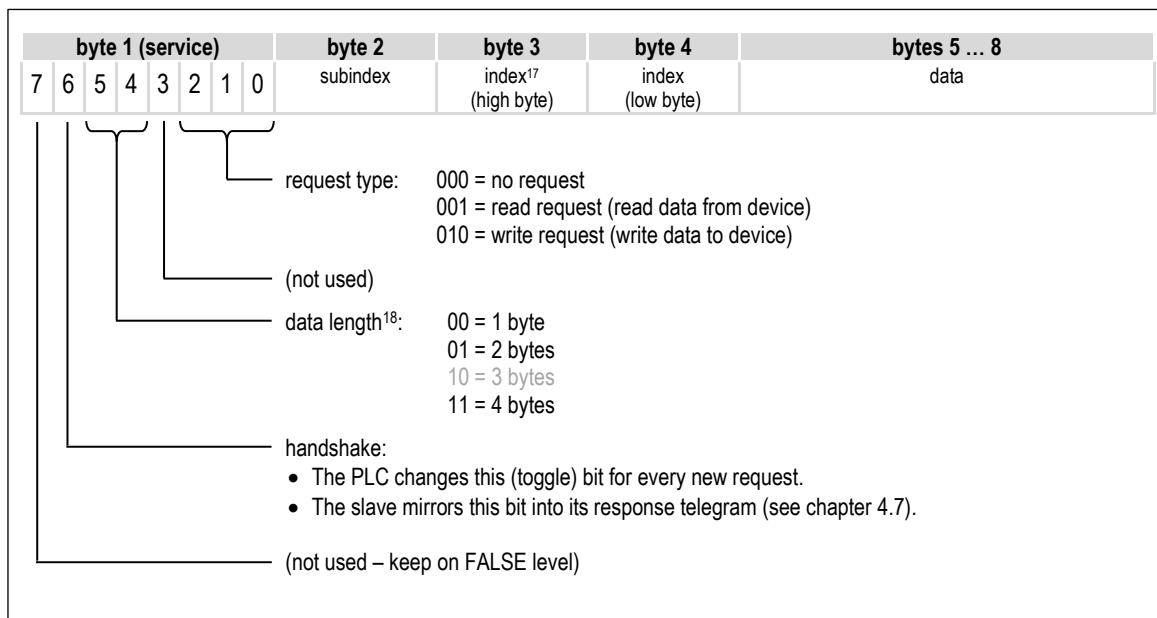 byte 1 (service) byte 2 byte 3 byte 4 bytes 5 … 8
7 6 5 4 3 2 1 0 subindex index¹⁷ index data
(high byte) (low byte)
request type: 000 = no request
001 = read request (read data from device)
010 = write request (write data to device)
(not used)
data length¹⁸: 00 = 1 byte
01 = 2 bytes
10 = 3 bytes
11 = 4 bytes
handshake:
• The PLC changes this (toggle) bit for every new request.
• The slave mirrors this bit into its response telegram (see chapter 4.7).
(not used – keep on FALSE level)